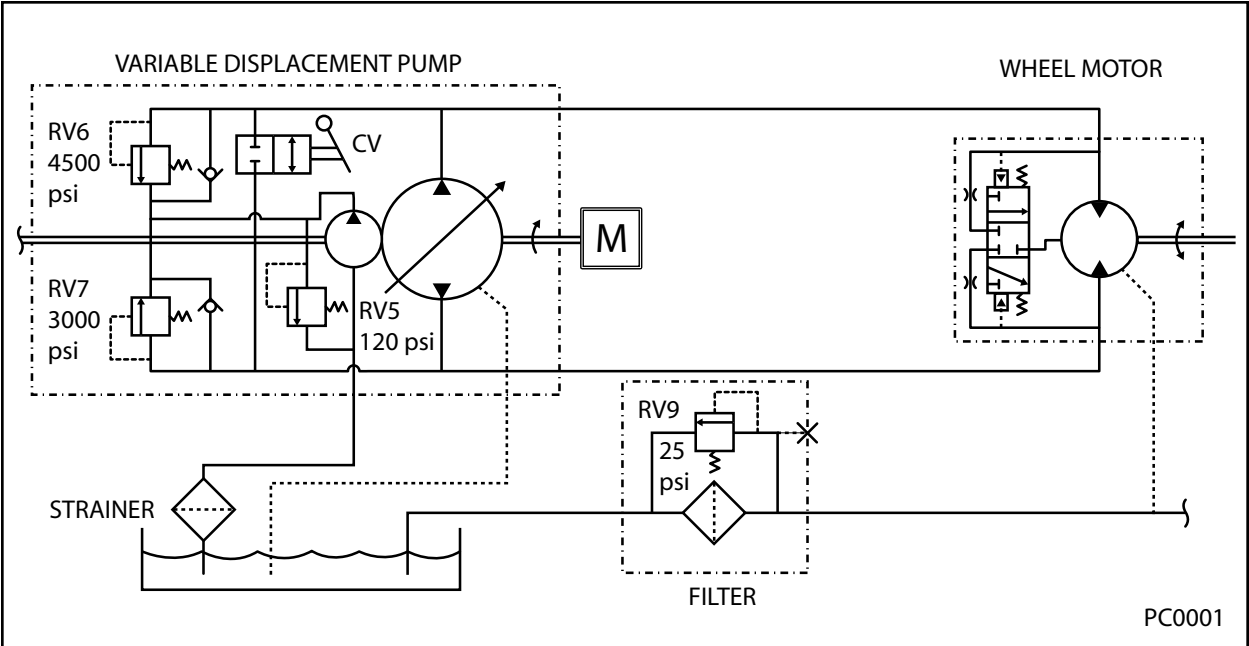 VARIABLE DISPLACEMENT PUMP
WHEEL MOTOR
RV6
4500
psi
CV
M
RV7
3000
psi
RV5
120 psi
RV9
25
psi
STRAINER
FILTER
PC0001